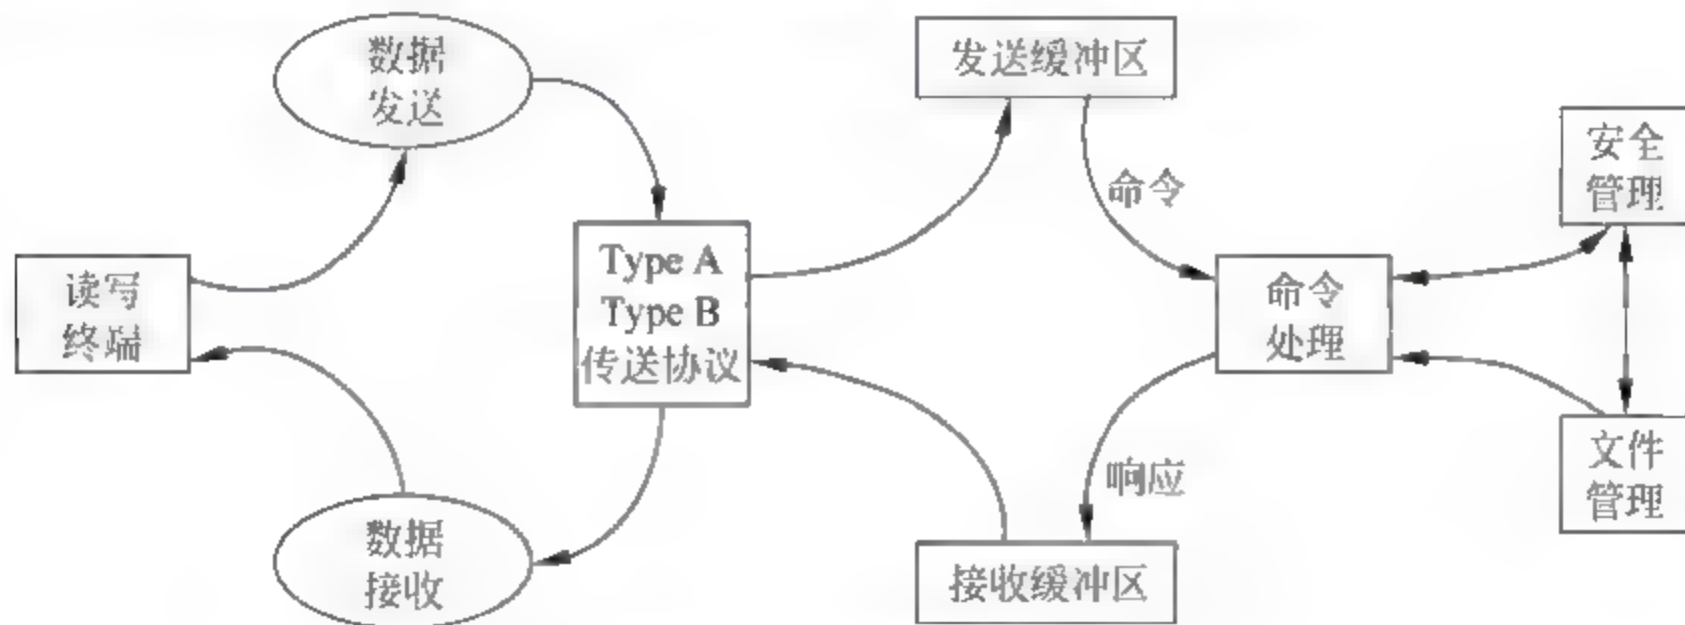 数据
发送
发送缓冲区
安全
管理
命令
读写
终端
Type A
Type B
传送协议
命令
处理
响应
文件
管理
数据
接收
接收缓冲区